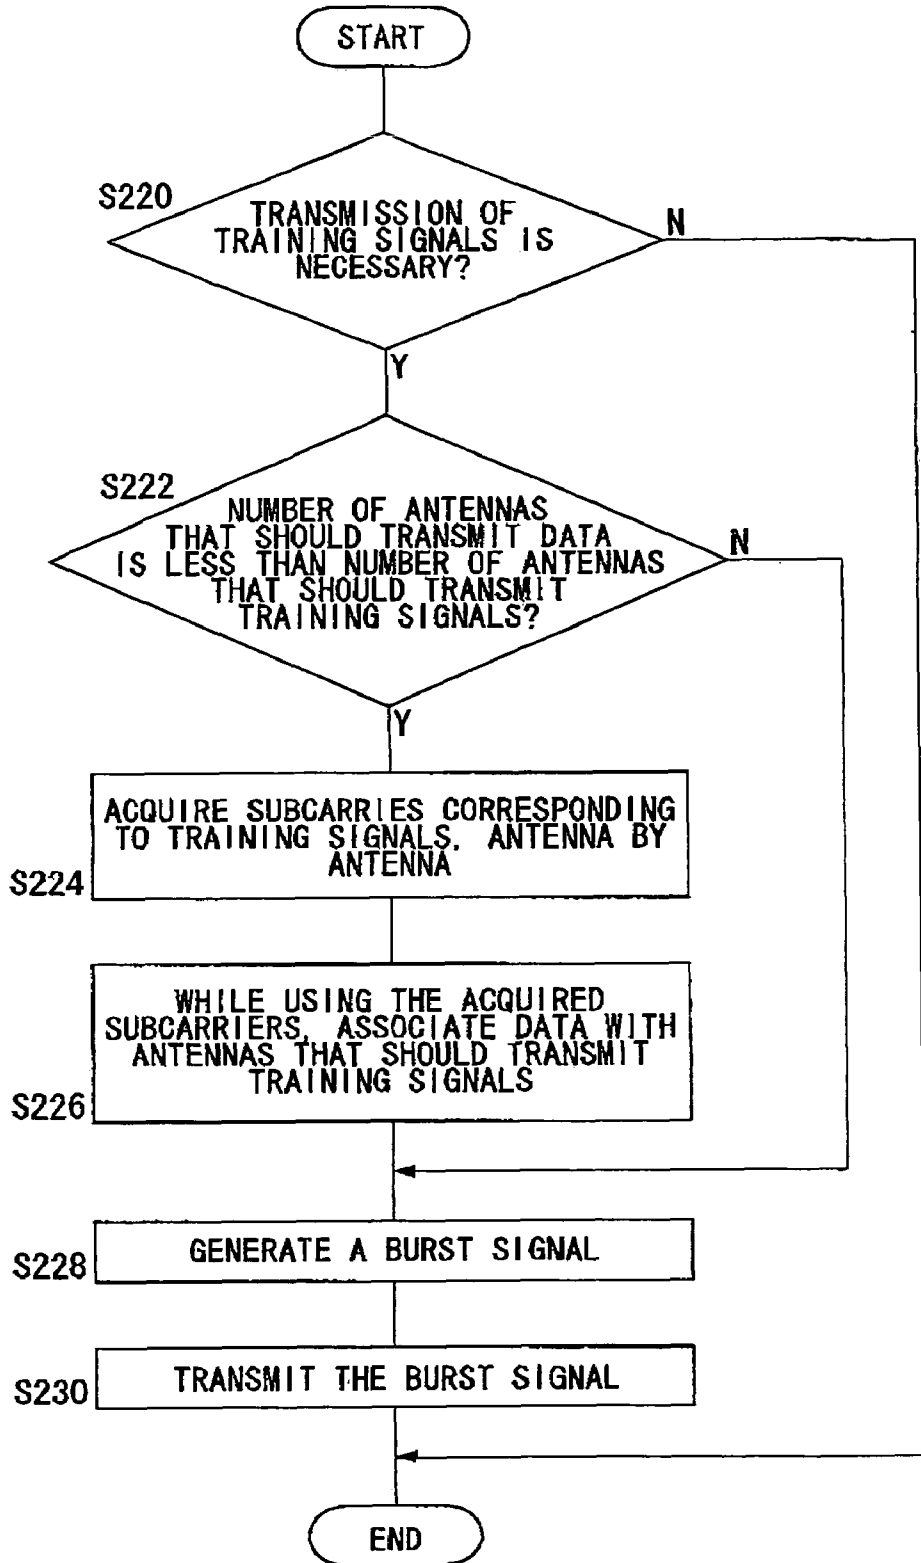 START
S220
TRANSMISSION OF
TRAINING SIGNALS IS
NECESSARY?
N
Y
S222
NUMBER OF ANTENNAS
THAT SHOULD TRANSMIT DATA
IS LESS THAN NUMBER OF ANTENNAS
THAT SHOULD TRANSMIT
TRAINING SIGNALS?
N
Y
ACQUIRE SUBCARRIES CORRESPONDING
TO TRAINING SIGNALS, ANTENNA BY
ANTENNA
S224
WHILE USING THE ACQUIRED
SUBCARRIERS, ASSOCIATE DATA WITH
ANTENNAS THAT SHOULD TRANSMIT
TRAINING SIGNALS
S226
GENERATE A BURST SIGNAL
S228
TRANSMIT THE BURST SIGNAL
S230
END